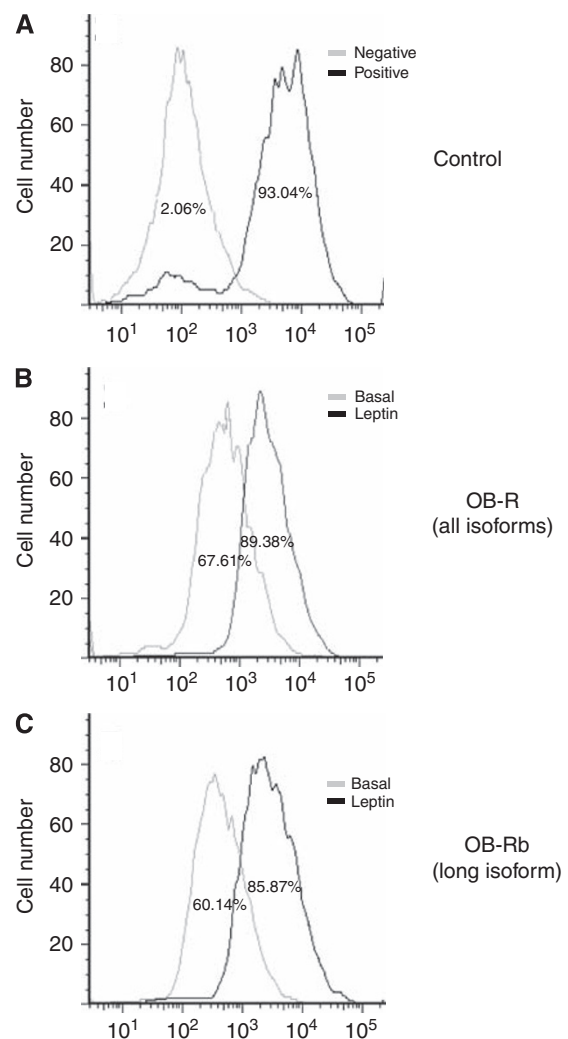 A
Negative
Positive
Cell number
80
60
40
20
2.06%
93.04%
Control
10¹ 10² 10³ 10⁴ 10⁵
B
Basal
Leptin
Cell number
80
60
40
20
89.38%
67.61%
OB-R
(all isoforms)
10¹ 10² 10³ 10⁴ 10⁵
C
Basal
Leptin
Cell number
80
60
40
20
85.87%
60.14%
OB-Rb
(long isoform)
10¹ 10² 10³ 10⁴ 10⁵